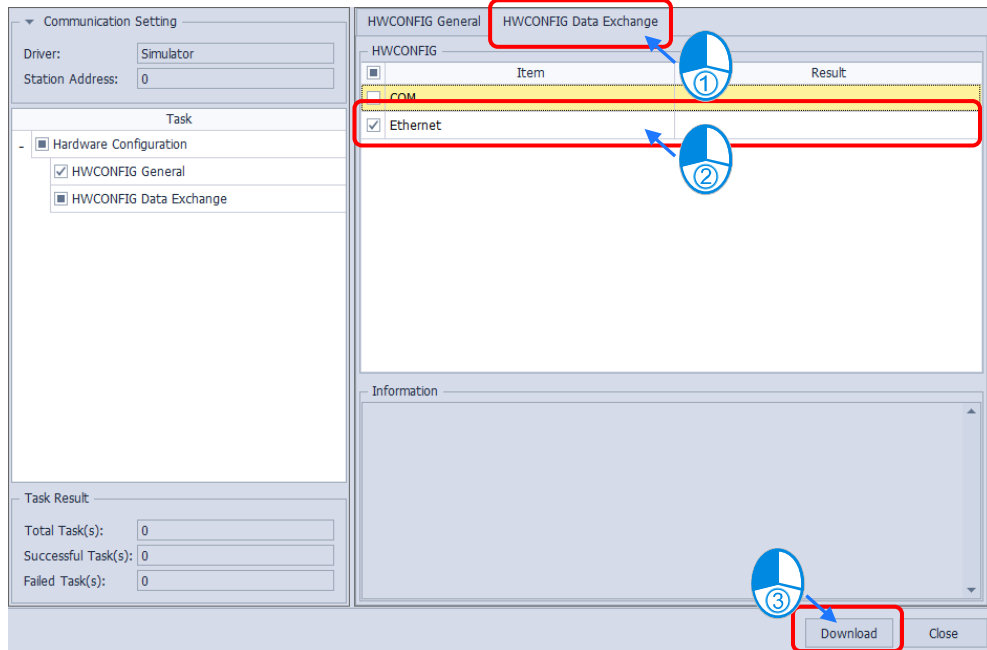 Communication Setting
Driver: Simulator
Station Address: 0
Task
Hardware Configuration
HWCONFIG General
HWCONFIG Data Exchange
Task Result
Total Task(s): 0
Successful Task(s): 0
Failed Task(s): 0
HWCONFIG General HWCONFIG Data Exchange
①
HWCONFIG
Item Result
COM
Ethernet
②
Information
③
Download Close